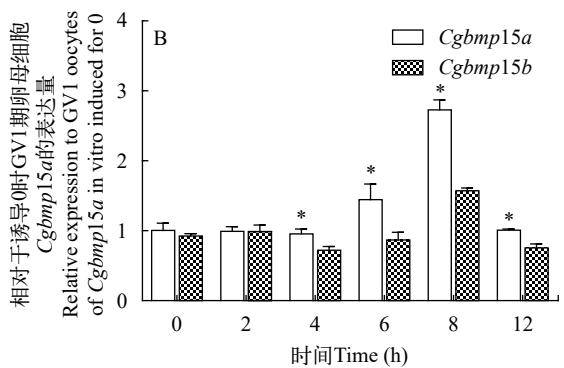 相对于诱导0时GV1期卵母细胞
Cgbmp15a的表达量
Relative expression to GV1 oocytes
of Cgbmp15a in vitro induced for 0
4
3
2
1
0
B
Cgbmp15a
Cgbmp15b
*
*
*
*
0 2 4 6 8 12
时间Time (h)